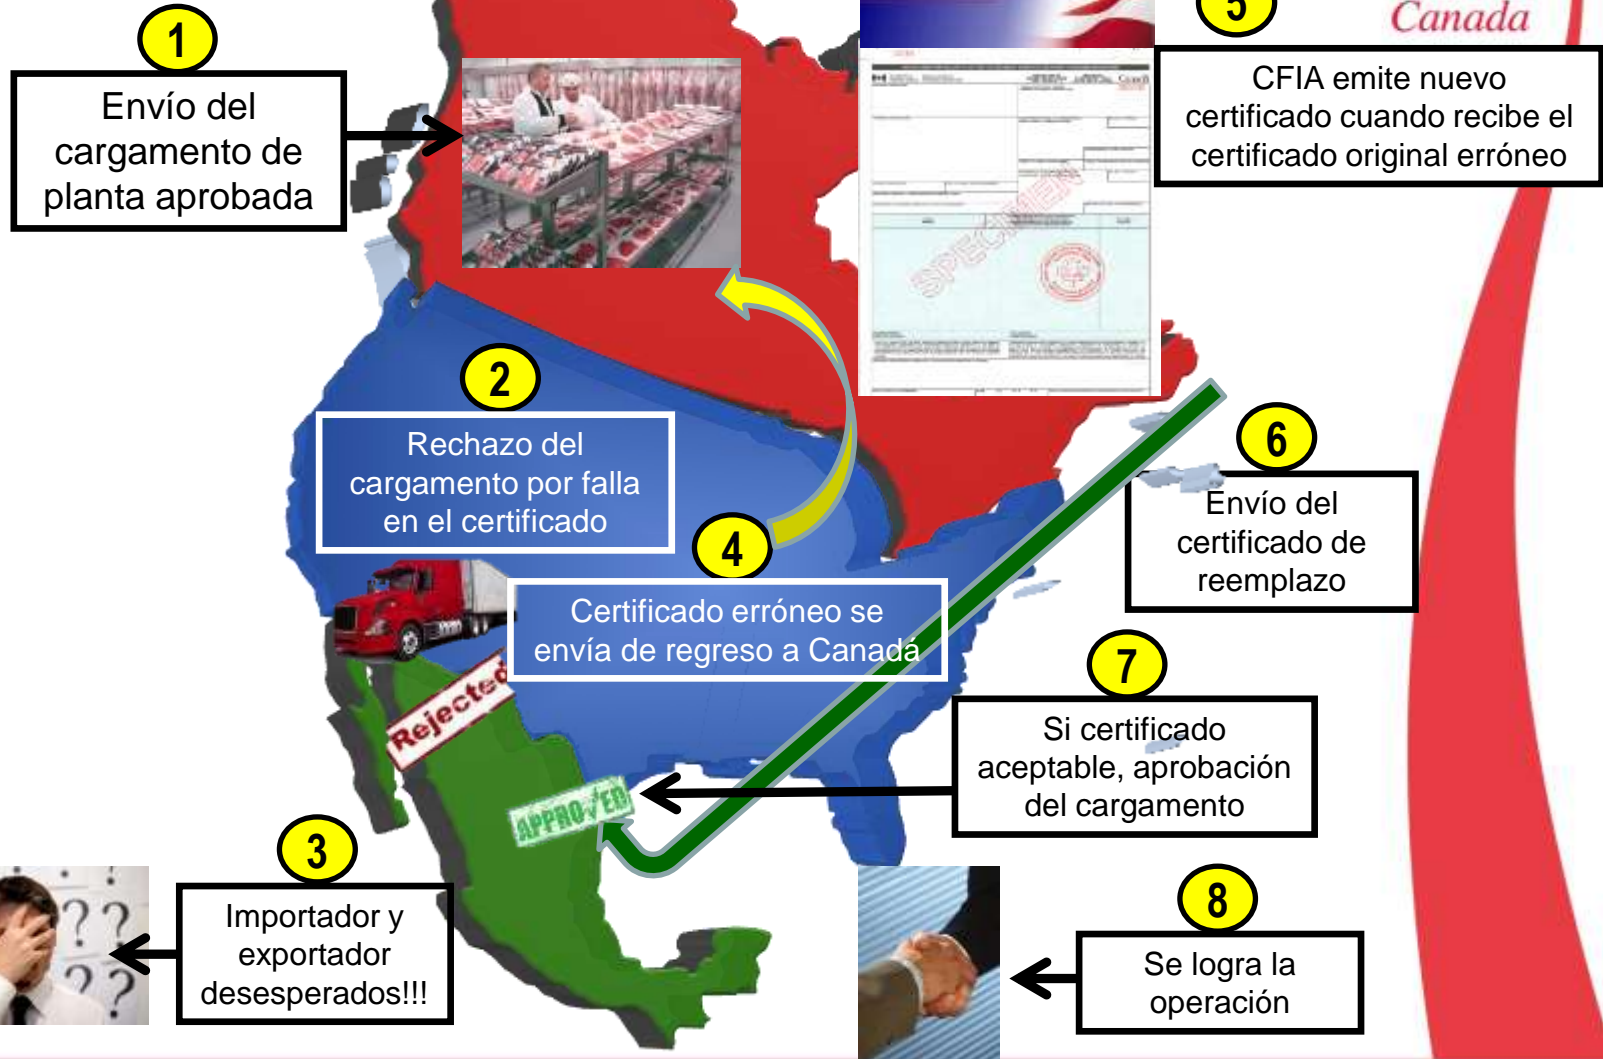 1
Envío del
cargamento de
planta aprobada
2
Rechazo del
cargamento por falla
en el certificado
3
Importador y
exportador
desesperados!!!
4
Certificado erróneo se
envía de regreso a Canadá
5
Canada
CFIA emite nuevo
certificado cuando recibe el
certificado original erróneo
SPECIMEN
6
Envío del
certificado de
reemplazo
Rejected
APPROVED
7
Si certificado
aceptable, aprobación
del cargamento
8
Se logra la
operación
? ?
? ?